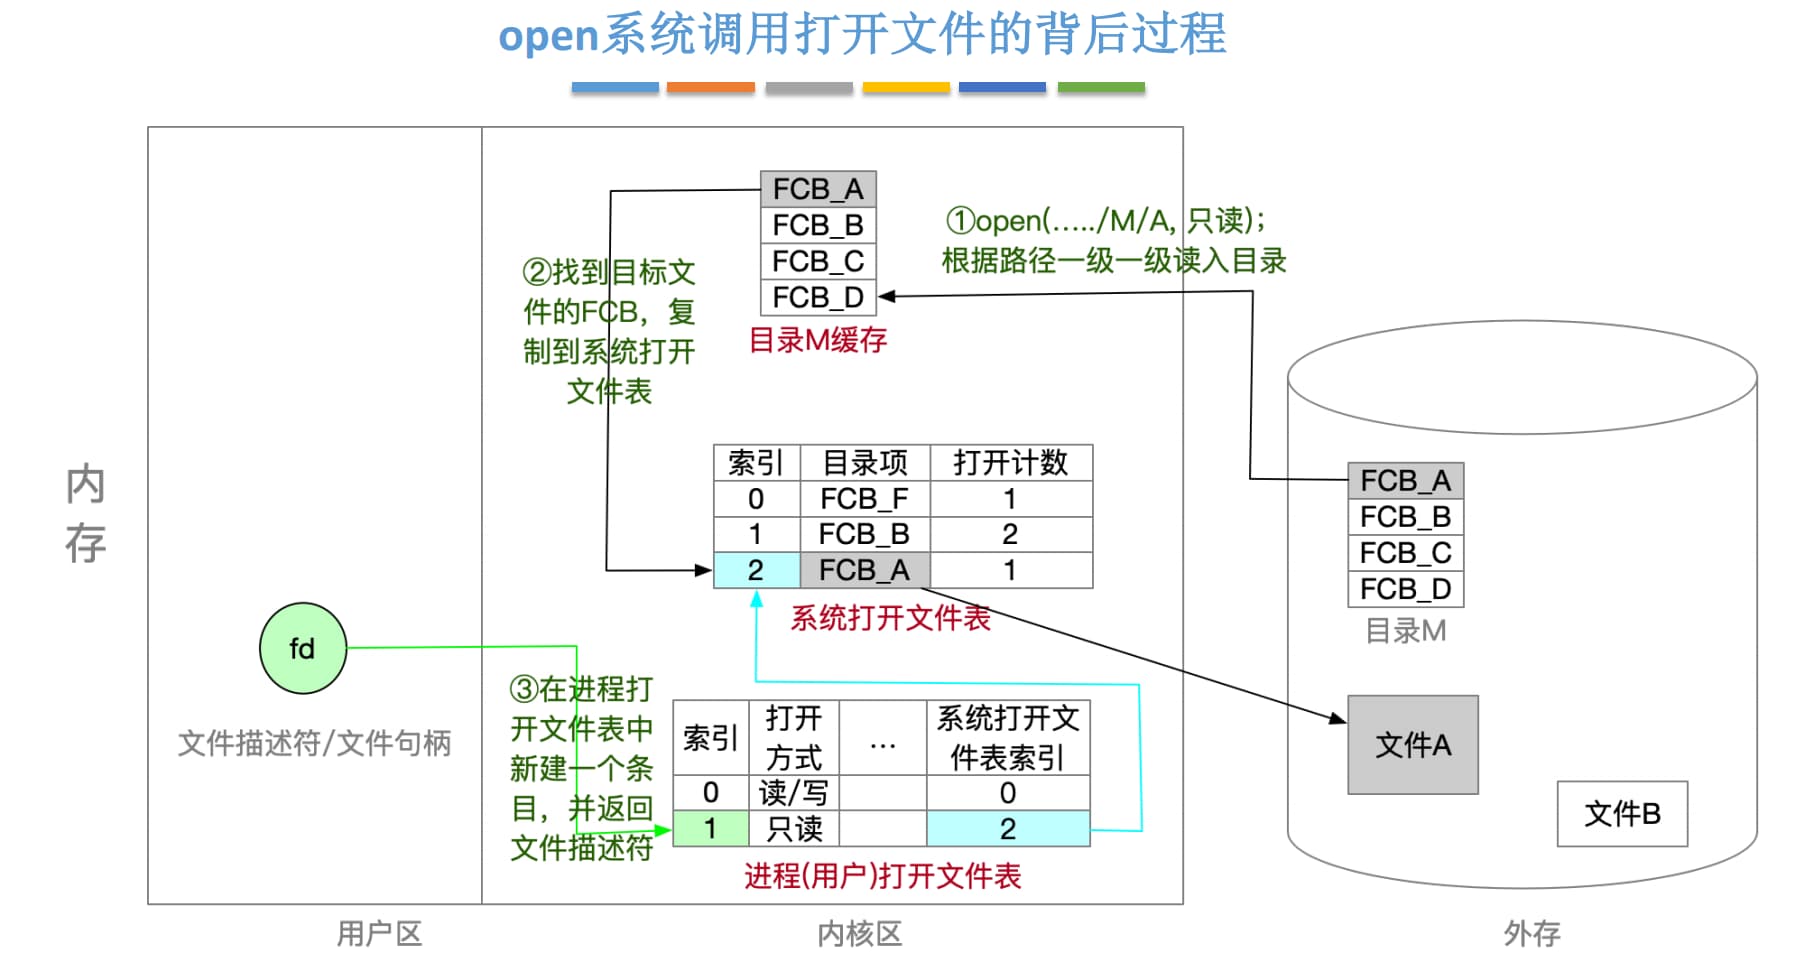 open系统调用打开文件的背后过程
FCB_A
FCB_B
FCB_C
FCB_D
目录M缓存
①open(…../M/A, 只读)；
根据路径一级一级读入目录
②找到目标文
件的FCB，复
制到系统打开
文件表
内
存
索引 目录项 打开计数
0 FCB_F 1
1 FCB_B 2
2 FCB_A 1
系统打开文件表
FCB_A
FCB_B
FCB_C
FCB_D
目录M
fd
文件描述符/文件句柄
③在进程打
开文件表中
新建一个条
目，并返回
文件描述符
索引 打开 … 系统打开文
方式 件表索引
0 读/写 0
1 只读 2
进程(用户)打开文件表
文件A
文件B
用户区
内核区
外存